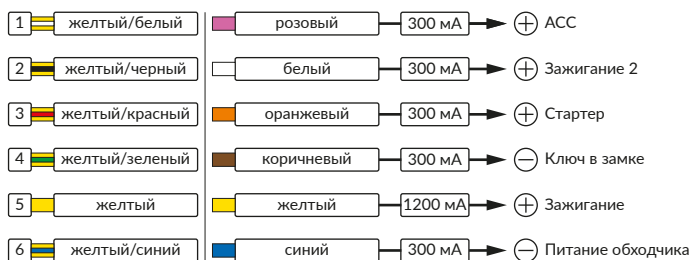 1 желтый/белый розовый 300 мА + АСС
2 желтый/черный белый 300 мА + Зажигание 2
3 желтый/красный оранжевый 300 мА + Стартер
4 желтый/зеленый коричневый 300 мА − Ключ в замке
5 желтый желтый 1200 мА + Зажигание
6 желтый/синий синий 300 мА − Питание обходчика